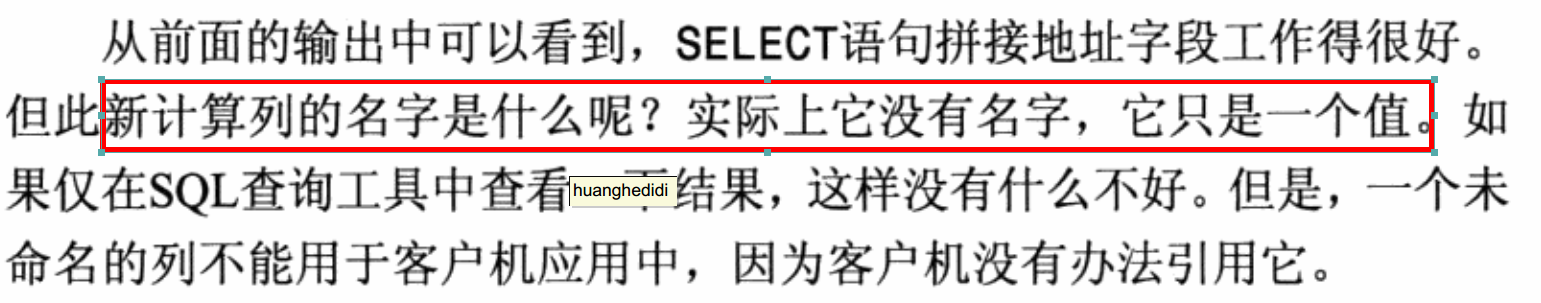 从前面的输出中可以看到，SELECT语句拼接地址字段工作得很好。
但此新计算列的名字是什么呢？实际上它没有名字，它只是一个值。如
果仅在SQL查询工具中查看 结果，这样没有什么不好。但是，一个未
huanghedidi
命名的列不能用于客户机应用中，因为客户机没有办法引用它。